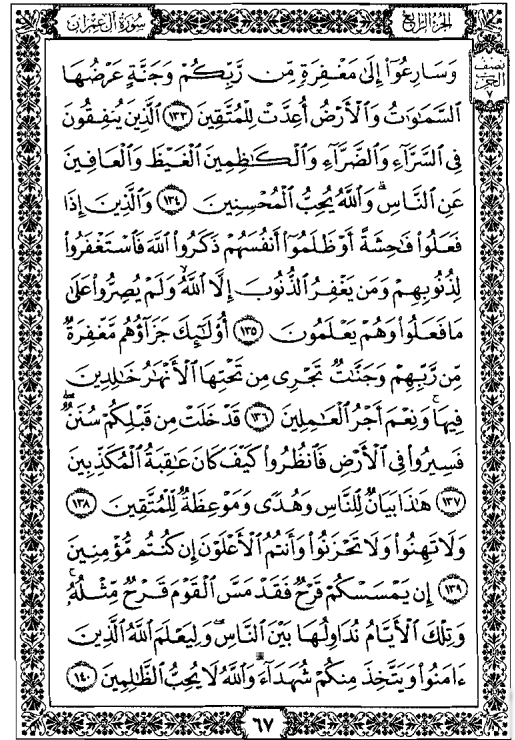 سُورَةُ آلِ عِمْرَانَ
الجزء الرابع
نصف الحزب
وَسَارِعُوٓا۟ إِلَىٰ مَغْفِرَةٍ مِّن رَّبِّكُمْ وَجَنَّةٍ عَرْضُهَا
ٱلسَّمَٰوَٰتُ وَٱلْأَرْضُ أُعِدَّتْ لِلْمُتَّقِينَ ١٣٣ ٱلَّذِينَ يُنفِقُونَ
فِى ٱلسَّرَّآءِ وَٱلضَّرَّآءِ وَٱلْكَٰظِمِينَ ٱلْغَيْظَ وَٱلْعَافِينَ
عَنِ ٱلنَّاسِ ۗ وَٱللَّهُ يُحِبُّ ٱلْمُحْسِنِينَ ١٣٤ وَٱلَّذِينَ إِذَا
فَعَلُوا۟ فَٰحِشَةً أَوْ ظَلَمُوٓا۟ أَنفُسَهُمْ ذَكَرُوا۟ ٱللَّهَ فَٱسْتَغْفَرُوا۟
لِذُنُوبِهِمْ وَمَن يَغْفِرُ ٱلذُّنُوبَ إِلَّا ٱللَّهُ وَلَمْ يُصِرُّوا۟ عَلَىٰ
مَا فَعَلُوا۟ وَهُمْ يَعْلَمُونَ ١٣٥ أُو۟لَٰٓئِكَ جَزَآؤُهُم مَّغْفِرَةٌ
مِّن رَّبِّهِمْ وَجَنَّٰتٌ تَجْرِى مِن تَحْتِهَا ٱلْأَنْهَٰرُ خَٰلِدِينَ
فِيهَا ۚ وَنِعْمَ أَجْرُ ٱلْعَٰمِلِينَ ١٣٦ قَدْ خَلَتْ مِن قَبْلِكُمْ سُنَنٌ
فَسِيرُوا۟ فِى ٱلْأَرْضِ فَٱنظُرُوا۟ كَيْفَ كَانَ عَٰقِبَةُ ٱلْمُكَذِّبِينَ
١٣٧ هَٰذَا بَيَانٌ لِّلنَّاسِ وَهُدًى وَمَوْعِظَةٌ لِّلْمُتَّقِينَ ١٣٨
وَلَا تَهِنُوا۟ وَلَا تَحْزَنُوا۟ وَأَنتُمُ ٱلْأَعْلَوْنَ إِن كُنتُم مُّؤْمِنِينَ
١٣٩ إِن يَمْسَسْكُمْ قَرْحٌ فَقَدْ مَسَّ ٱلْقَوْمَ قَرْحٌ مِّثْلُهُۥ ۚ
وَتِلْكَ ٱلْأَيَّامُ نُدَاوِلُهَا بَيْنَ ٱلنَّاسِ وَلِيَعْلَمَ ٱللَّهُ ٱلَّذِينَ
ءَامَنُوا۟ وَيَتَّخِذَ مِنكُمْ شُهَدَآءَ ۗ وَٱللَّهُ لَا يُحِبُّ ٱلظَّٰلِمِينَ ١٤٠
٦٧